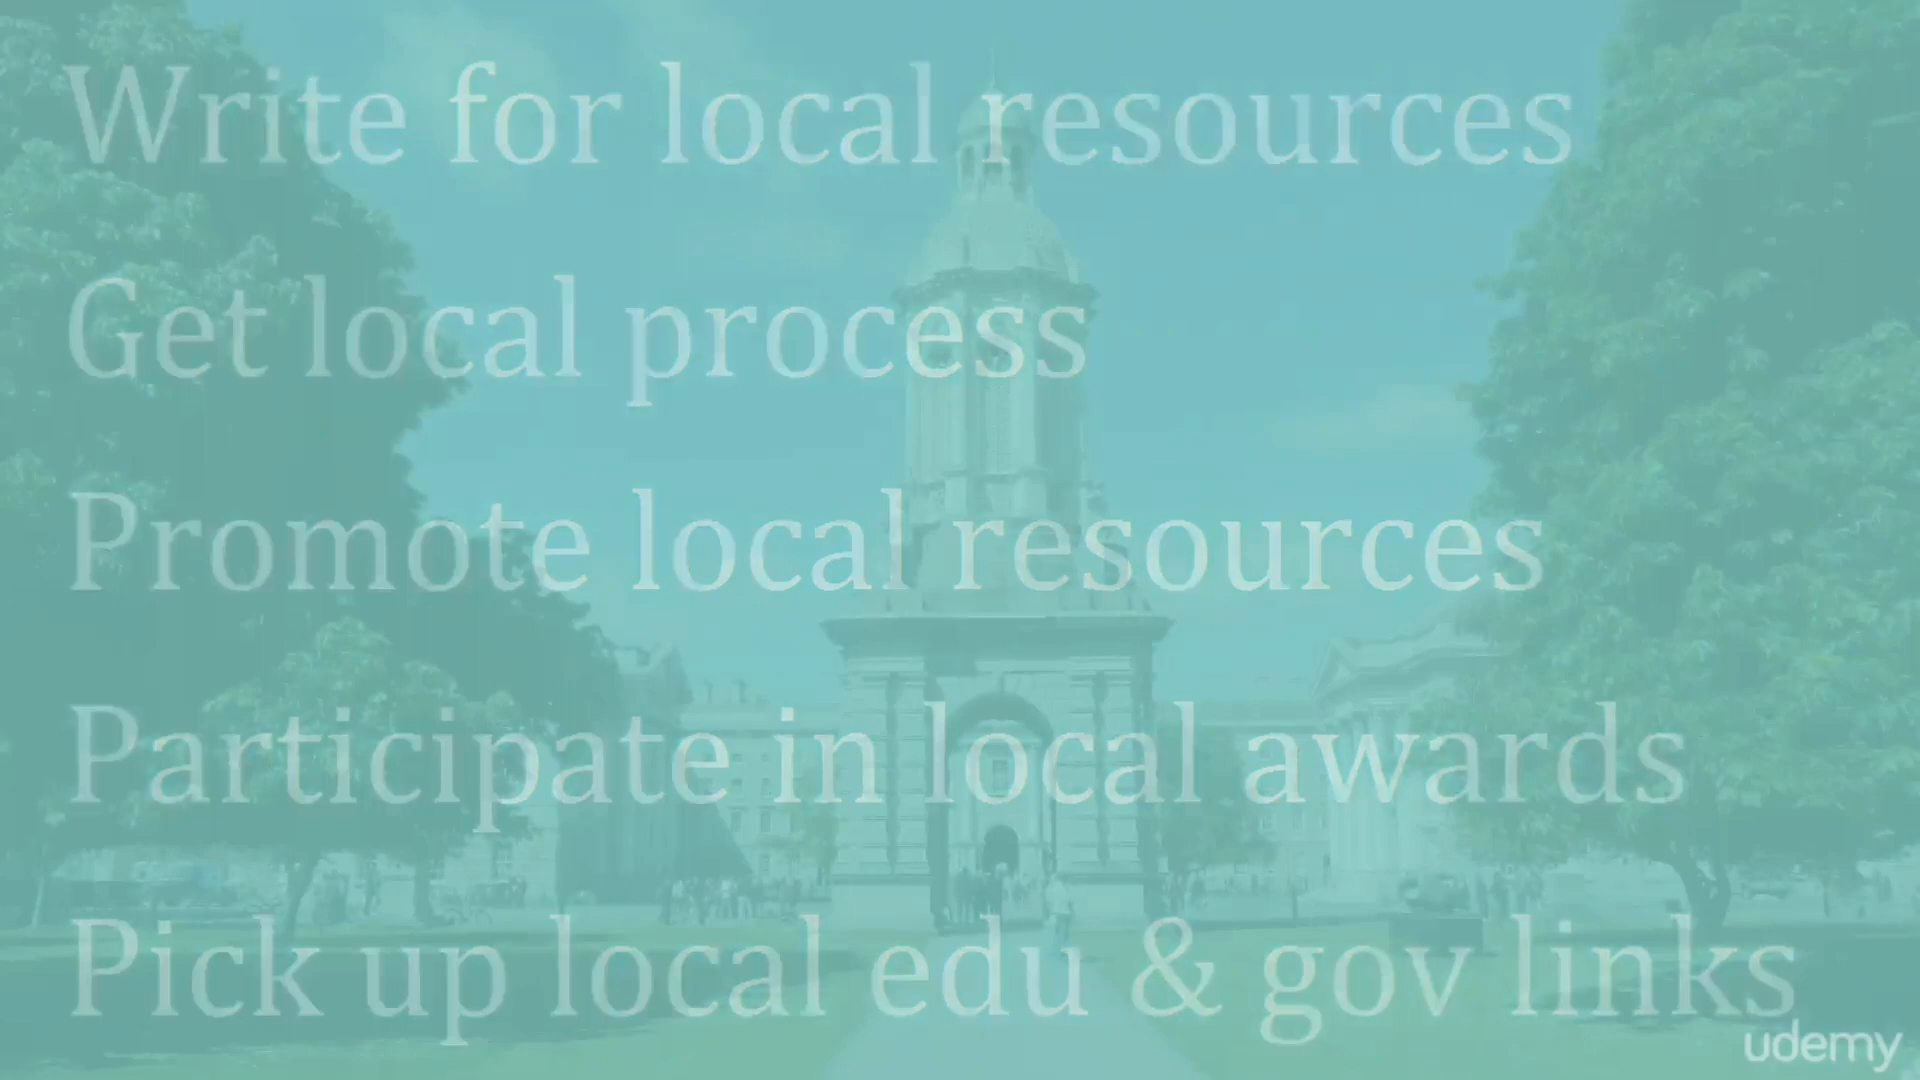 Write for local resources
Get local process
Promote local resources
Participate in local awards
Pick up local edu & gov links
udemy